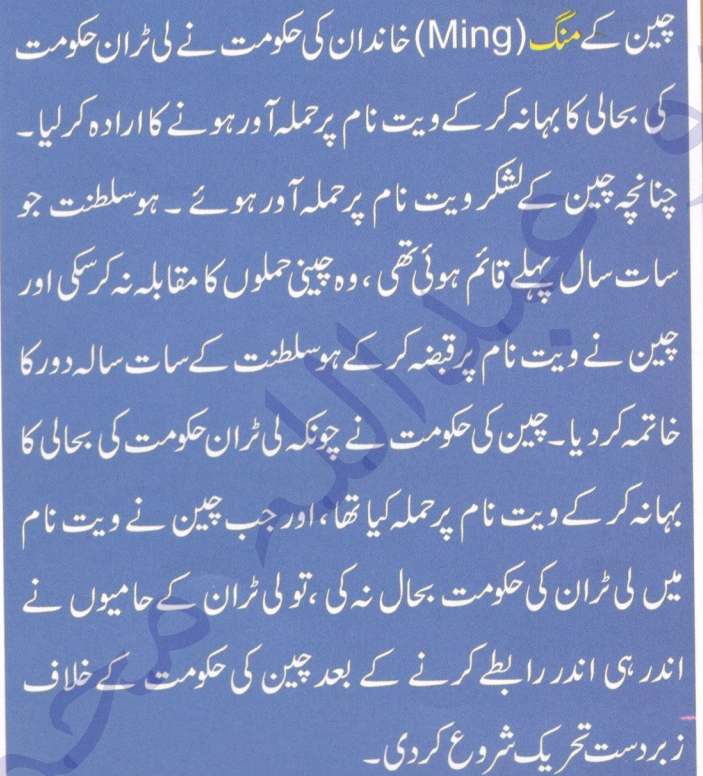 چین کے منگ (Ming) خاندان کی حکومت نے لی ٹران حکومت
کی بحالی کا بہانہ کر کے ویت نام پر حملہ آور ہونے کا ارادہ کرلیا۔
چنانچہ چین کے لشکر ویت نام پر حملہ آور ہوئے ۔ ہو سلطنت جو
سات سال پہلے قائم ہوئی تھی ، وہ چینی حملوں کا مقابلہ نہ کرسکی اور
چین نے ویت نام پر قبضہ کر کے ہو سلطنت کے سات سالہ دور کا
خاتمہ کر دیا۔ چین کی حکومت نے چونکہ لی ٹران حکومت کی بحالی کا
بہانہ کر کے ویت نام پر حملہ کیا تھا ، اور جب چین نے ویت نام
میں لی ٹران کی حکومت بحال نہ کی ، تو لی ٹران کے حامیوں نے
اندر ہی اندر رابطے کرنے کے بعد چین کی حکومت کے خلاف
زبردست تحریک شروع کر دی۔
عبداللہ